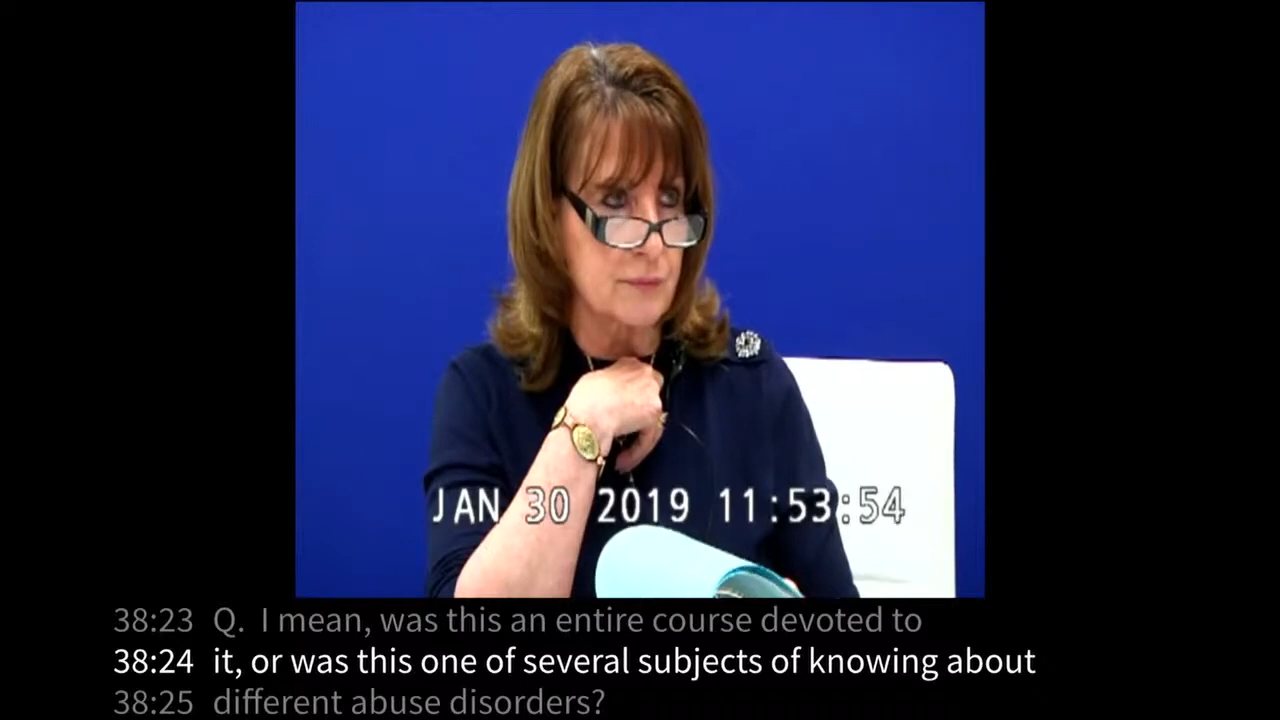 JAN 30 2019 11:53:54
38:23 Q. I mean, was this an entire course devoted to
38:24 it, or was this one of several subjects of knowing about
38:25 different abuse disorders?